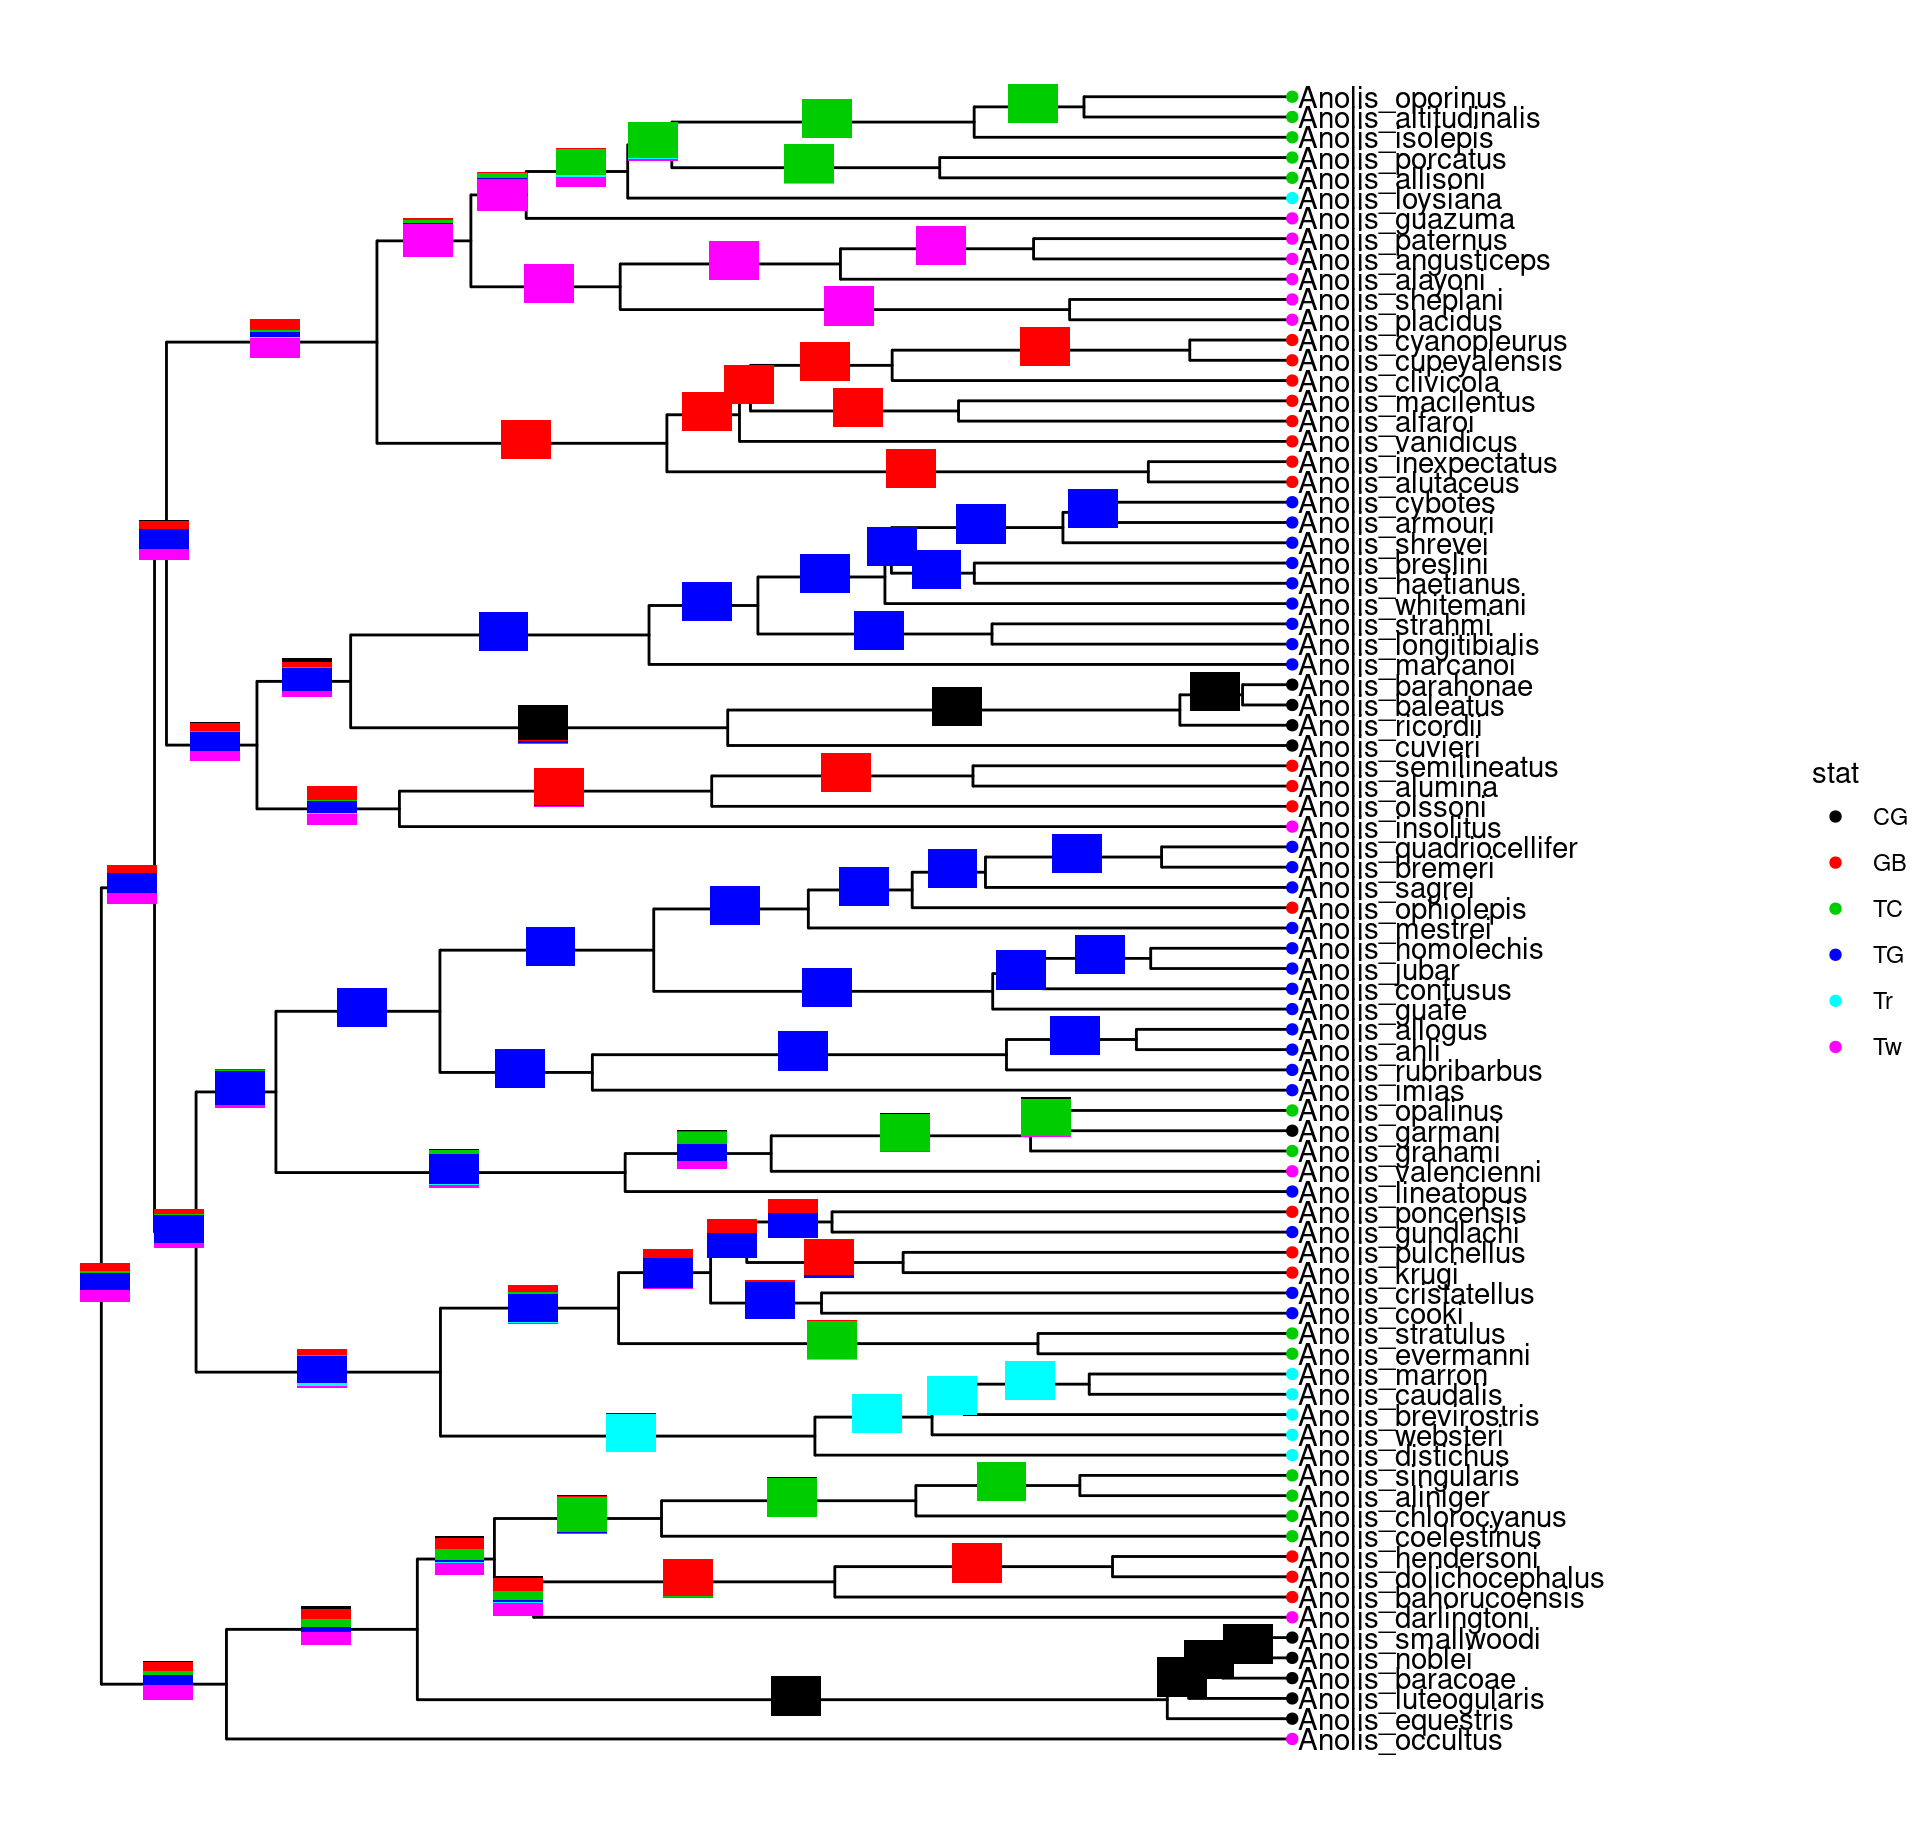 Anolis_oporinus
Anolis_altitudinalis
Anolis_isolepis
Anolis_porcatus
Anolis_allisoni
Anolis_loysiana
Anolis_guazuma
Anolis_paternus
Anolis_angusticeps
Anolis_alayoni
Anolis_sheplani
Anolis_placidus
Anolis_cyanopleurus
Anolis_cupeyalensis
Anolis_clivicola
Anolis_macilentus
Anolis_alfaroi
Anolis_vanidicus
Anolis_inexpectatus
Anolis_alutaceus
Anolis_cybotes
Anolis_armouri
Anolis_shrevei
Anolis_breslini
Anolis_haetianus
Anolis_whitemani
Anolis_strahmi
Anolis_longitibialis
Anolis_marcanoi
Anolis_barahonae
Anolis_baleatus
Anolis_ricordii
Anolis_cuvieri
Anolis_semilineatus
Anolis_alumina
Anolis_olssoni
Anolis_insolitus
Anolis_quadriocellifer
Anolis_bremeri
Anolis_sagrei
Anolis_ophiolepis
Anolis_mestrei
Anolis_homolechis
Anolis_jubar
Anolis_confusus
Anolis_guafe
Anolis_allogus
Anolis_ahli
Anolis_rubribarbus
Anolis_imias
Anolis_opalinus
Anolis_garmani
Anolis_grahami
Anolis_valencienni
Anolis_lineatopus
Anolis_poncensis
Anolis_gundlachi
Anolis_pulchellus
Anolis_krugi
Anolis_cristatellus
Anolis_cooki
Anolis_stratulus
Anolis_evermanni
Anolis_marron
Anolis_caudalis
Anolis_brevirostris
Anolis_websteri
Anolis_distichus
Anolis_singularis
Anolis_aliniger
Anolis_chlorocyanus
Anolis_coelestinus
Anolis_hendersoni
Anolis_dolichocephalus
Anolis_bahorucoensis
Anolis_darlingtoni
Anolis_smallwoodi
Anolis_noblei
Anolis_baracoae
Anolis_luteogularis
Anolis_equestris
Anolis_occultus
stat
CG
GB
TC
TG
Tr
Tw